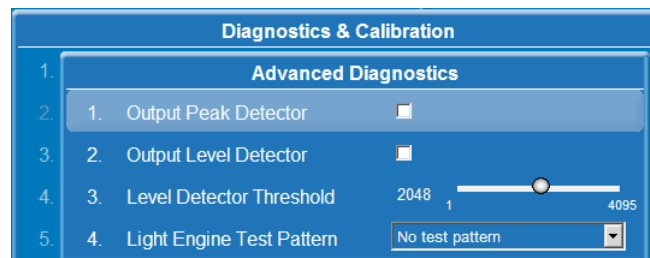 Diagnostics & Calibration
1. Advanced Diagnostics
2. 1. Output Peak Detector
3. 2. Output Level Detector
4. 3. Level Detector Threshold 2048 1 4095
5. 4. Light Engine Test Pattern No test pattern